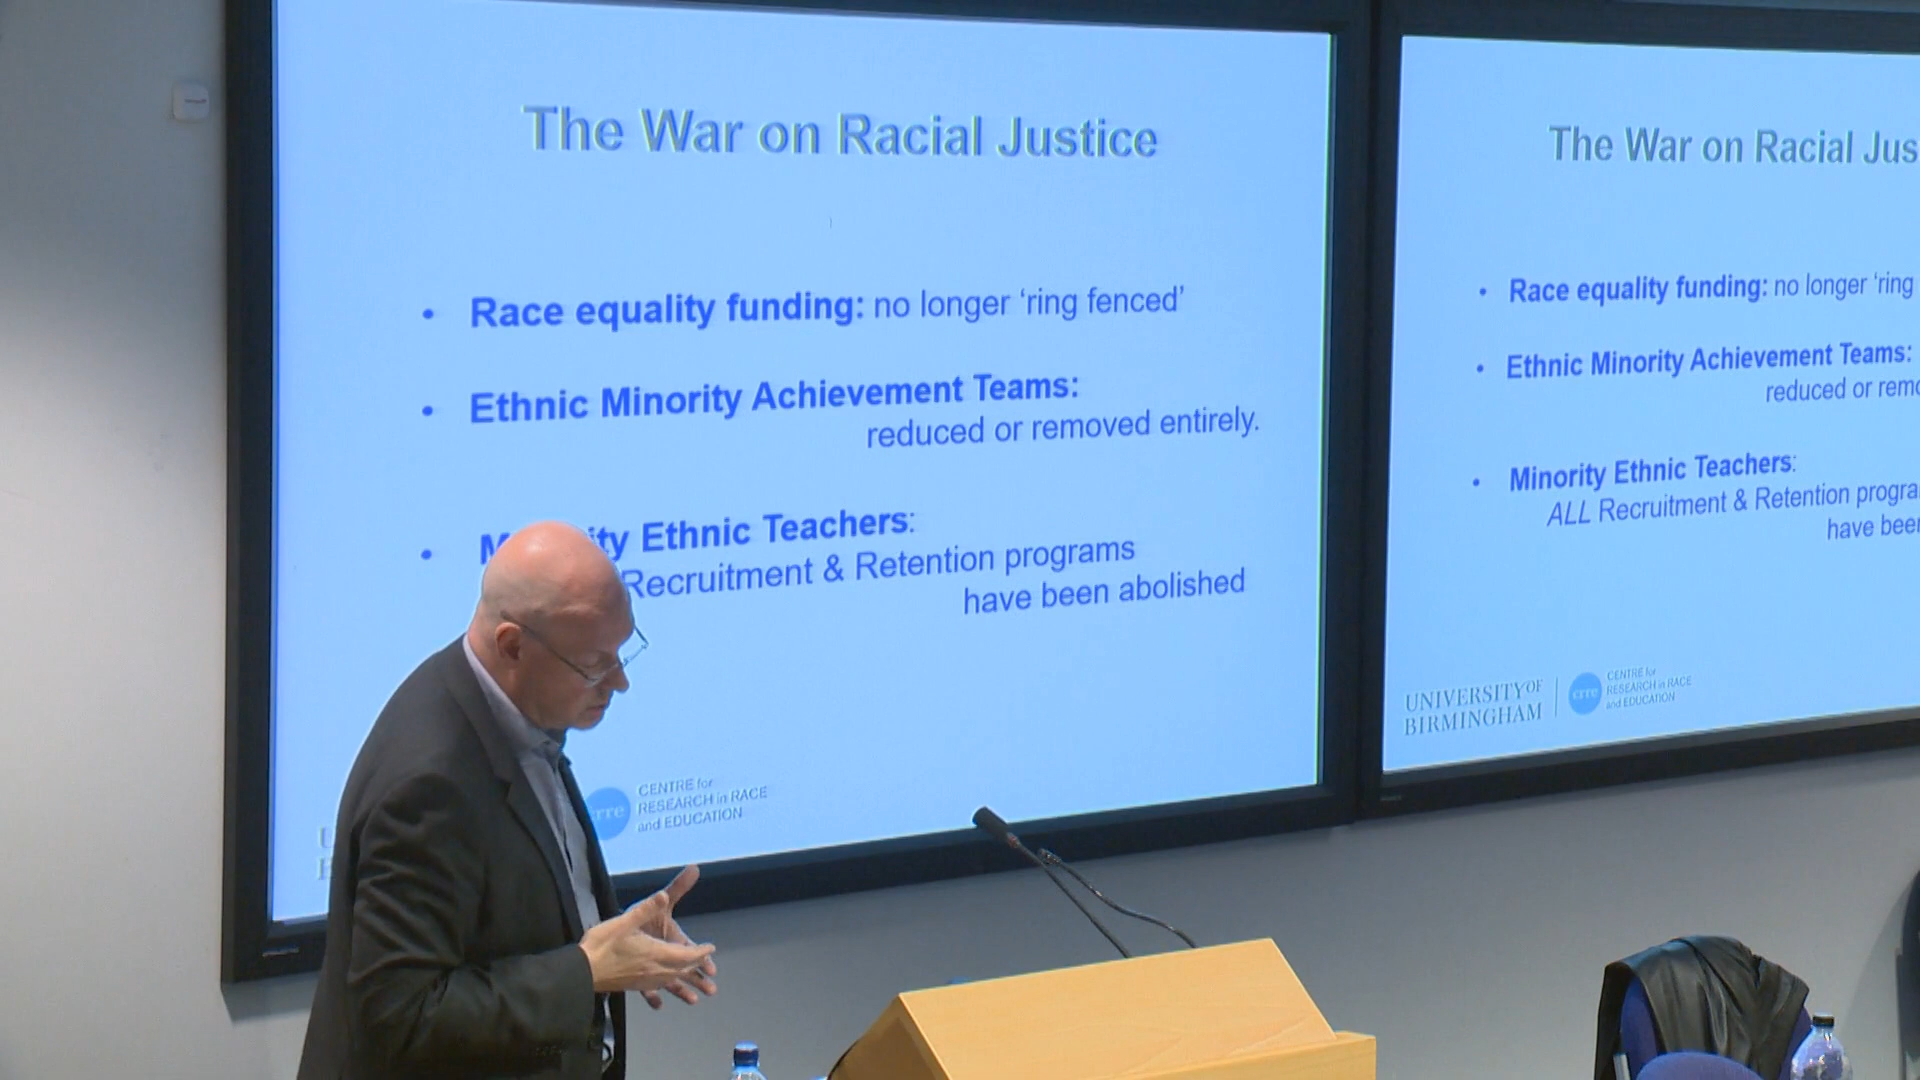 The War on Racial Justice
• Race equality funding: no longer ‘ring fenced’
• Ethnic Minority Achievement Teams:
reduced or removed entirely.
• Ethnic Teachers:
Recruitment & Retention programs
have been abolished
crre
CENTRE for
RESEARCH in RACE
and EDUCATION
The War on Racial Jus
• Race equality funding: no longer ‘ring
• Ethnic Minority Achievement Teams:
reduced or remo
• Minority Ethnic Teachers:
ALL Recruitment & Retention progra
have been
UNIVERSITY OF
BIRMINGHAM
crre
CENTRE for
RESEARCH in RACE
and EDUCATION